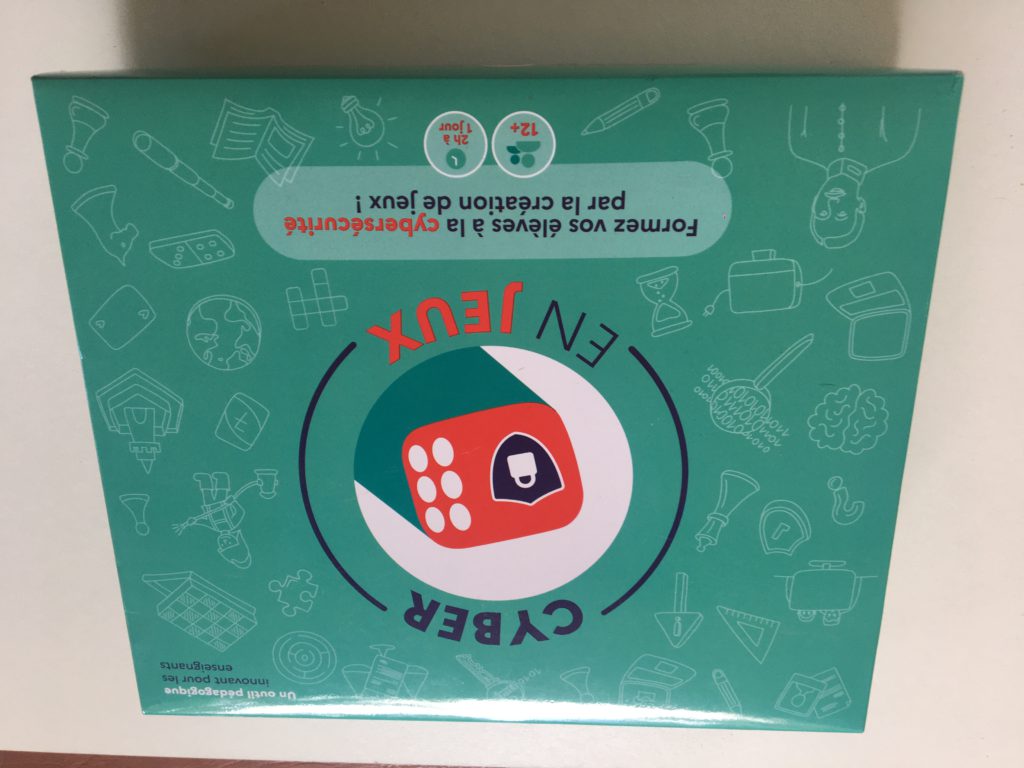 Un outil pédagogique
innovant pour les
enseignants
CYBER
EN JEUX
Formez vos élèves à la cybersécurité
par la création de jeux !
12+
2h à
1 jour